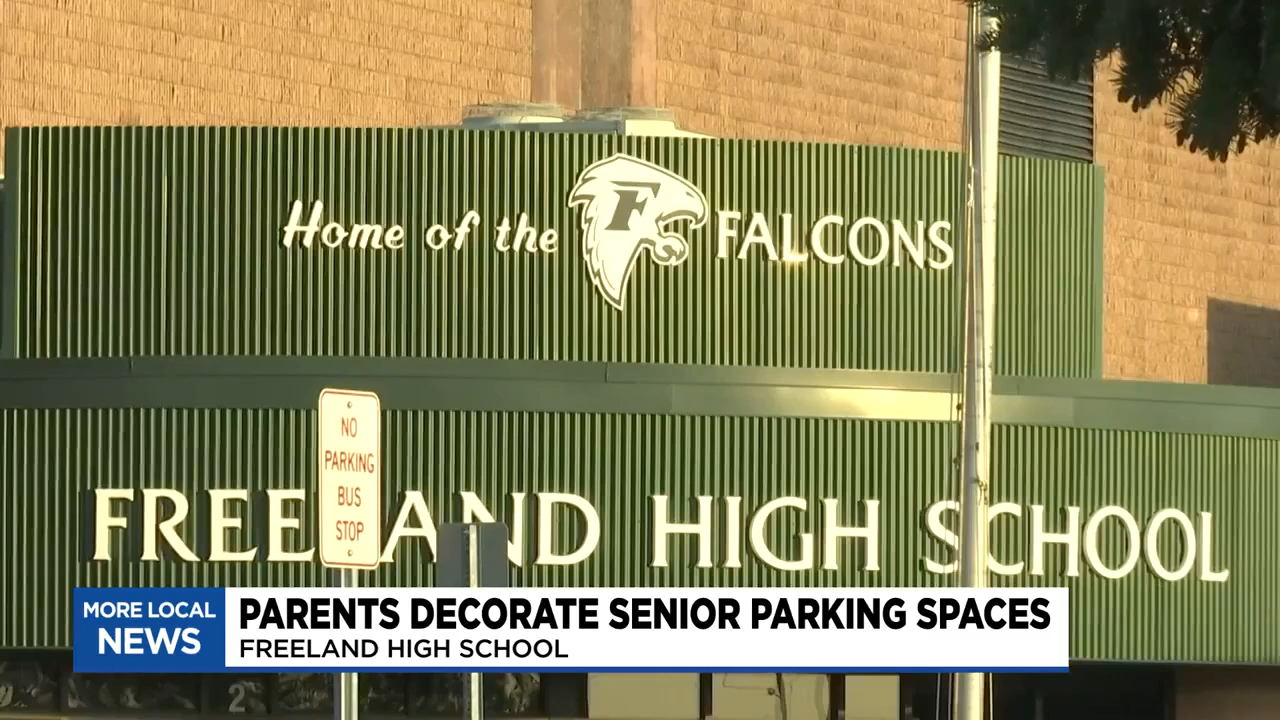 Home of the F FALCONS
NO
PARKING
BUS
STOP
FREELAND HIGH SCHOOL
MORE LOCAL
NEWS
PARENTS DECORATE SENIOR PARKING SPACES
FREELAND HIGH SCHOOL
2